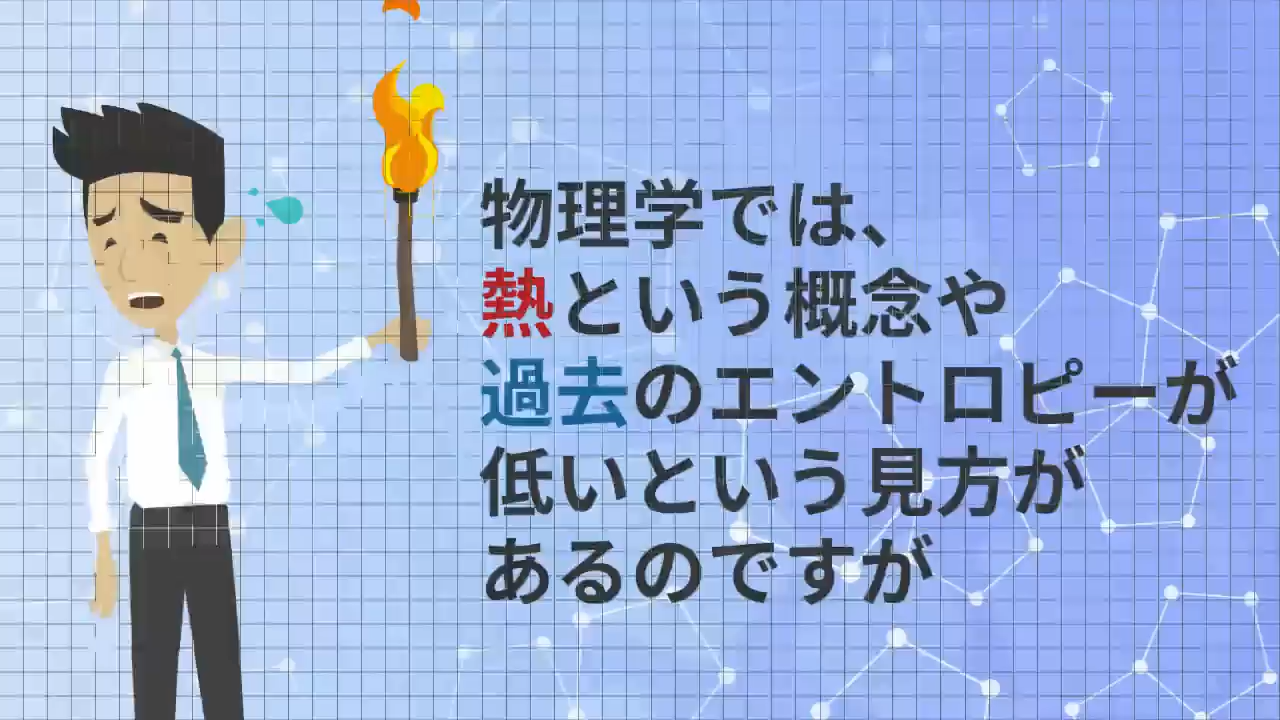 物理学では、
熱という概念や
過去のエントロピーが
低いという見方が
あるのですが